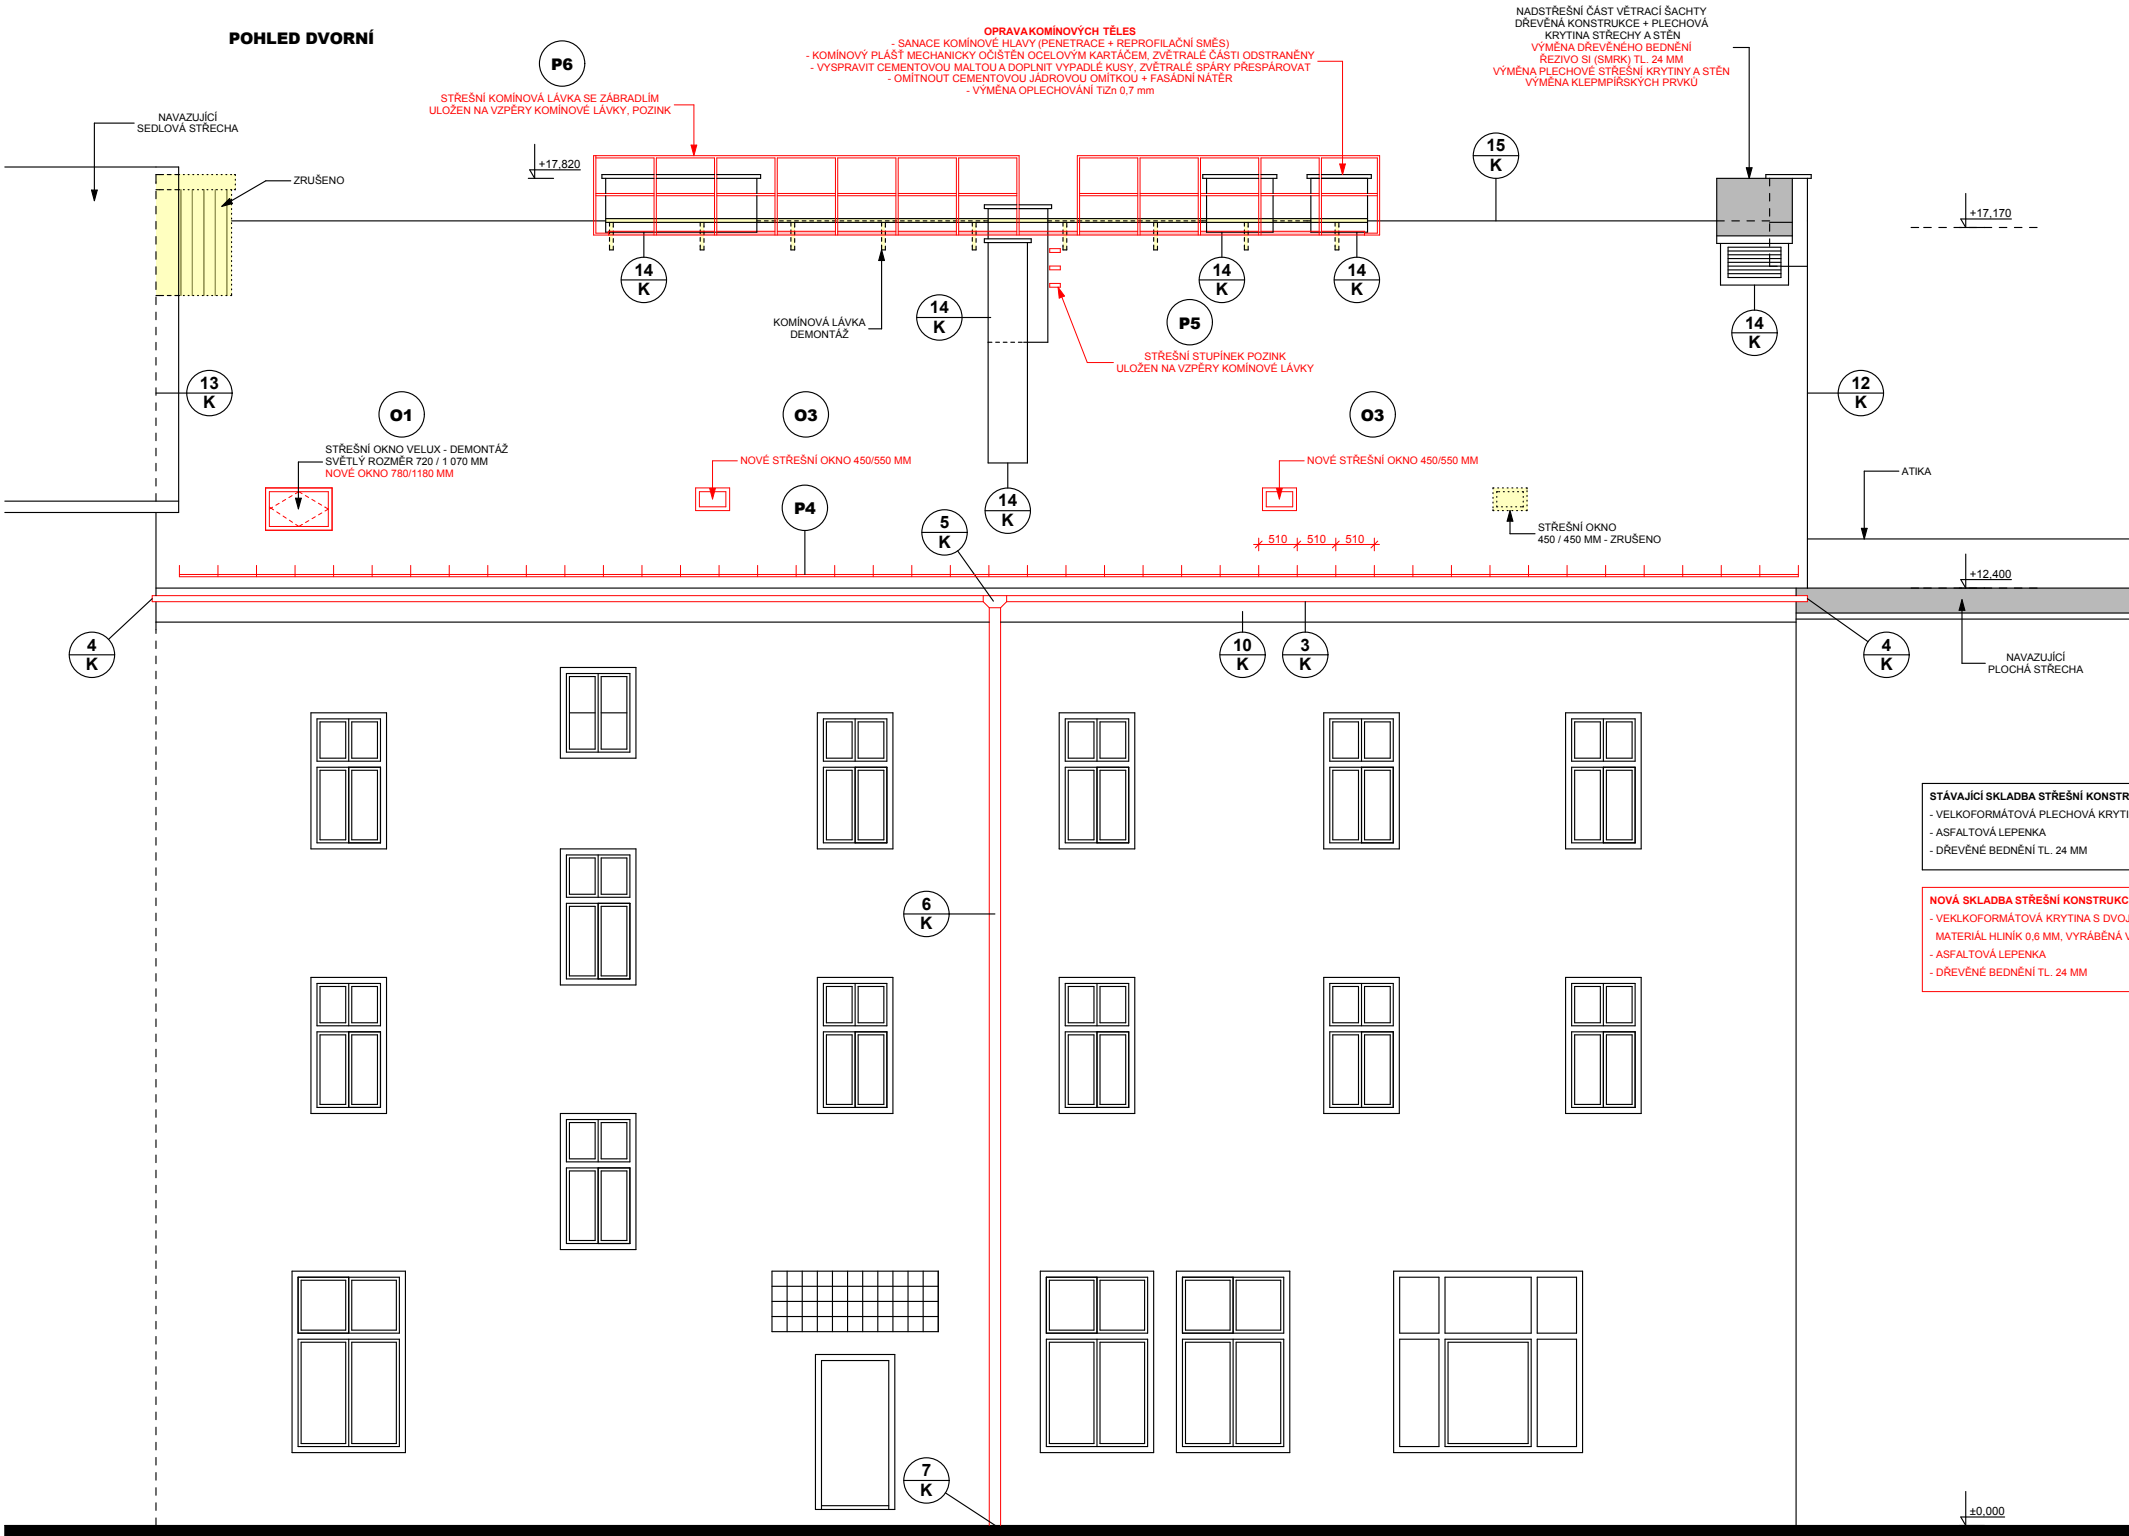 POHLED DVORNÍ
P6
STŘEŠNÍ KOMÍNOVÁ LÁVKA SE ZÁBRADLÍM
ULOŽEN NA VZPĚRY KOMÍNOVÉ LÁVKY, POZINK
OPRAVA KOMÍNOVÝCH TĚLES
- SANACE KOMÍNOVÉ HLAVY (PENETRACE + REPROFILAČNÍ SMĚS)
- KOMÍNOVÝ PLÁŠŤ MECHANICKY OČIŠTĚN OCELOVÝM KARTÁČEM, ZVĚTRALÉ ČÁSTI ODSTRANĚNY
- VYSPRAVIT CEMENTOVOU MALTOU A DOPLNIT VYPADLÉ KUSY, ZVĚTRALÉ SPÁRY PŘESPÁROVAT
- OMÍTNOUT CEMENTOVOU JÁDROVOU OMÍTKOU + FASÁDNÍ NÁTĚR
- VÝMĚNA OPLECHOVÁNÍ TiZn 0,7 mm
NADSTŘEŠNÍ ČÁST VĚTRACÍ ŠACHTY
DŘEVĚNÁ KONSTRUKCE + PLECHOVÁ
KRYTINA STŘECHY A STĚN
VÝMĚNA DŘEVĚNÉHO BEDNĚNÍ
ŘEZIVO SI (SMRK) TL. 24 MM
VÝMĚNA PLECHOVÉ STŘEŠNÍ KRYTINY A STĚN
VÝMĚNA KLEPMPÍŘSKÝCH PRVKŮ
NAVAZUJÍCÍ
SEDLOVÁ STŘECHA
ZRUŠENO
+17,820
15
K
+17,170
14
K
14
K
14
K
14
K
14
K
KOMÍNOVÁ LÁVKA
DEMONTÁŽ
P5
STŘEŠNÍ STUPÍNEK POZINK
ULOŽEN NA VZPĚRY KOMÍNOVÉ LÁVKY
13
K
12
K
O1
O3
O3
STŘEŠNÍ OKNO VELUX - DEMONTÁŽ
SVĚTLÝ ROZMĚR 720 / 1 070 MM
NOVÉ OKNO 780/1180 MM
NOVÉ STŘEŠNÍ OKNO 450/550 MM
NOVÉ STŘEŠNÍ OKNO 450/550 MM
ATIKA
P4
14
K
5
K
510 510 510
STŘEŠNÍ OKNO
450 / 450 MM - ZRUŠENO
+12,400
4
K
10
K
3
K
4
K
NAVAZUJÍCÍ
PLOCHÁ STŘECHA
STÁVAJÍCÍ SKLADBA STŘEŠNÍ KONSTR
- VELKOFORMÁTOVÁ PLECHOVÁ KRYTI
- ASFALTOVÁ LEPENKA
- DŘEVĚNÉ BEDNĚNÍ TL. 24 MM
NOVÁ SKLADBA STŘEŠNÍ KONSTRUKC
- VEKLKOFORMÁTOVÁ KRYTINA S DVOJ
MATERIÁL HLINÍK 0,6 MM, VYRÁBĚNÁ V
- ASFALTOVÁ LEPENKA
- DŘEVĚNÉ BEDNĚNÍ TL. 24 MM
6
K
7
K
±0,000